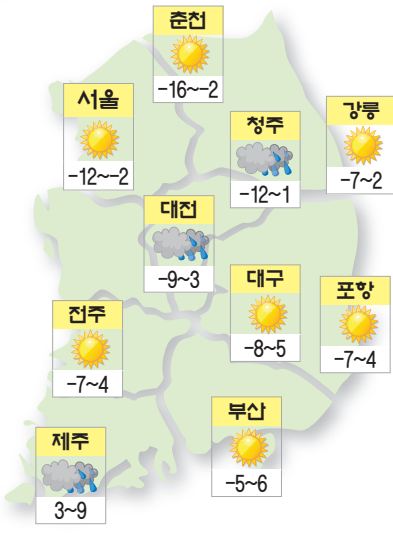 춘천
-16~-2
서울
-12~-2
청주
-12~1
강릉
-7~2
대전
-9~3
대구
-8~5
포항
-7~4
전주
-7~4
부산
-5~6
제주
3~9